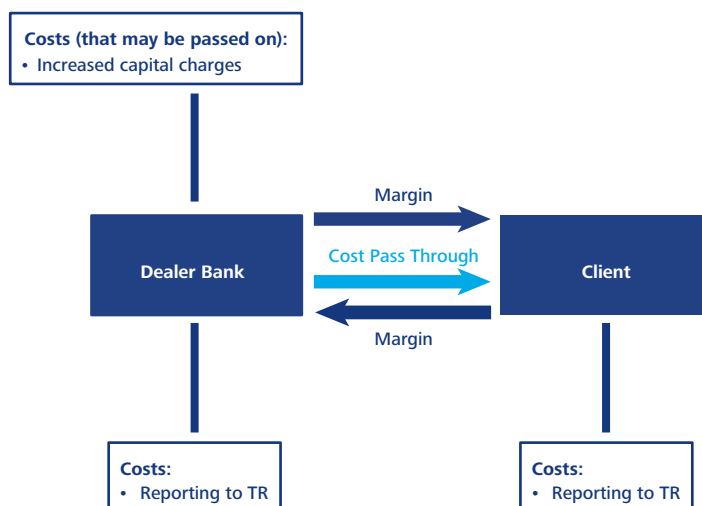 Costs (that may be passed on):
• Increased capital charges
Margin
Dealer Bank
Cost Pass Through
Client
Margin
Costs:
• Reporting to TR
Costs:
• Reporting to TR